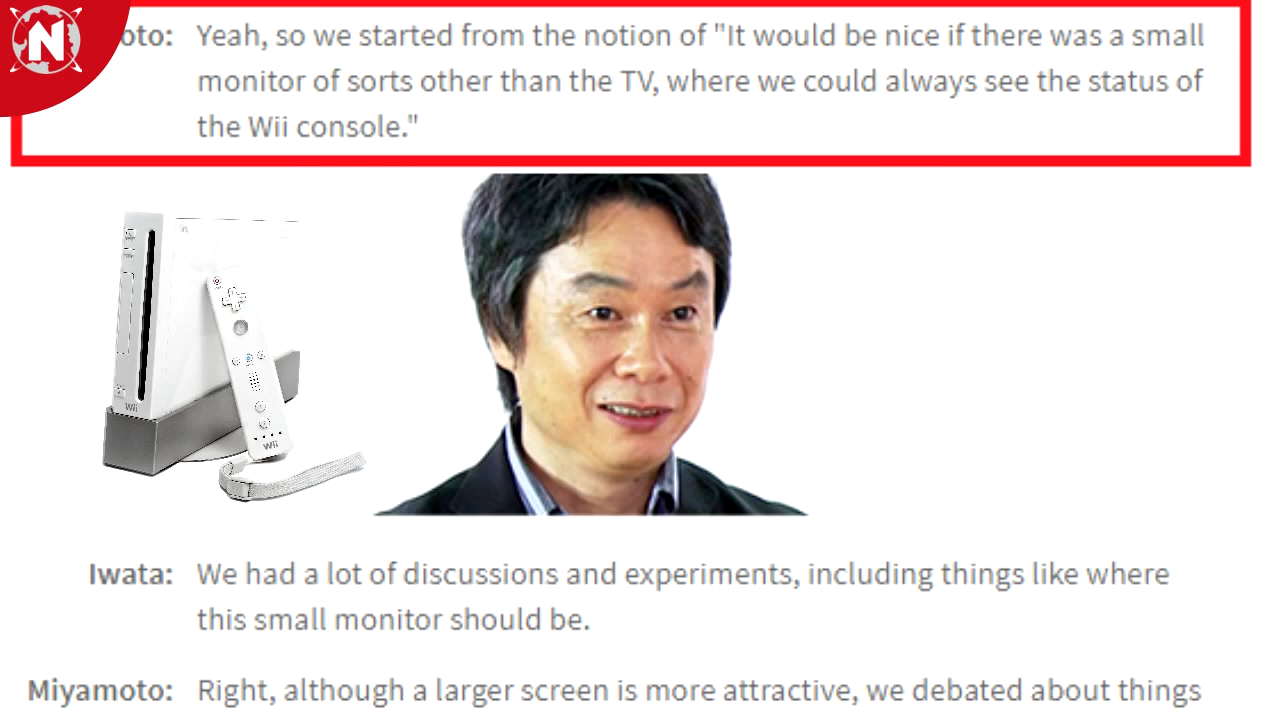 N
oto: Yeah, so we started from the notion of "It would be nice if there was a small
monitor of sorts other than the TV, where we could always see the status of
the Wii console."
Wii
Wii
Iwata: We had a lot of discussions and experiments, including things like where
this small monitor should be.
Miyamoto: Right, although a larger screen is more attractive, we debated about things